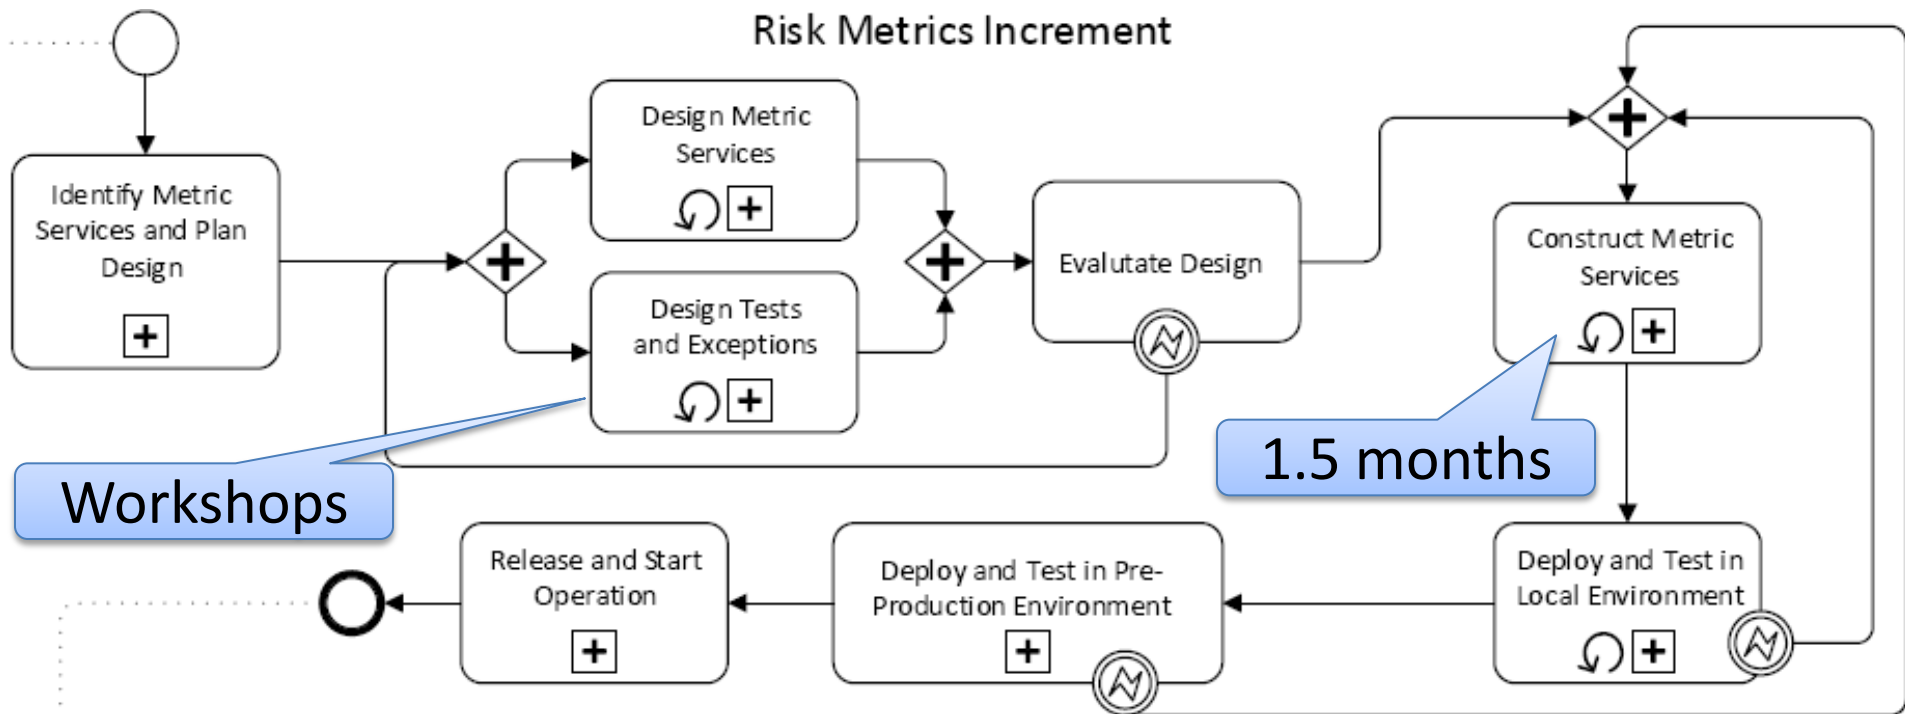 Risk Metrics Increment
Identify Metric
Services and Plan
Design
Design Metric
Services
Design Tests
and Exceptions
Workshops
Evalutate Design
Construct Metric
Services
1.5 months
Deploy and Test in
Local Environment
Deploy and Test in Pre-
Production Environment
Release and Start
Operation